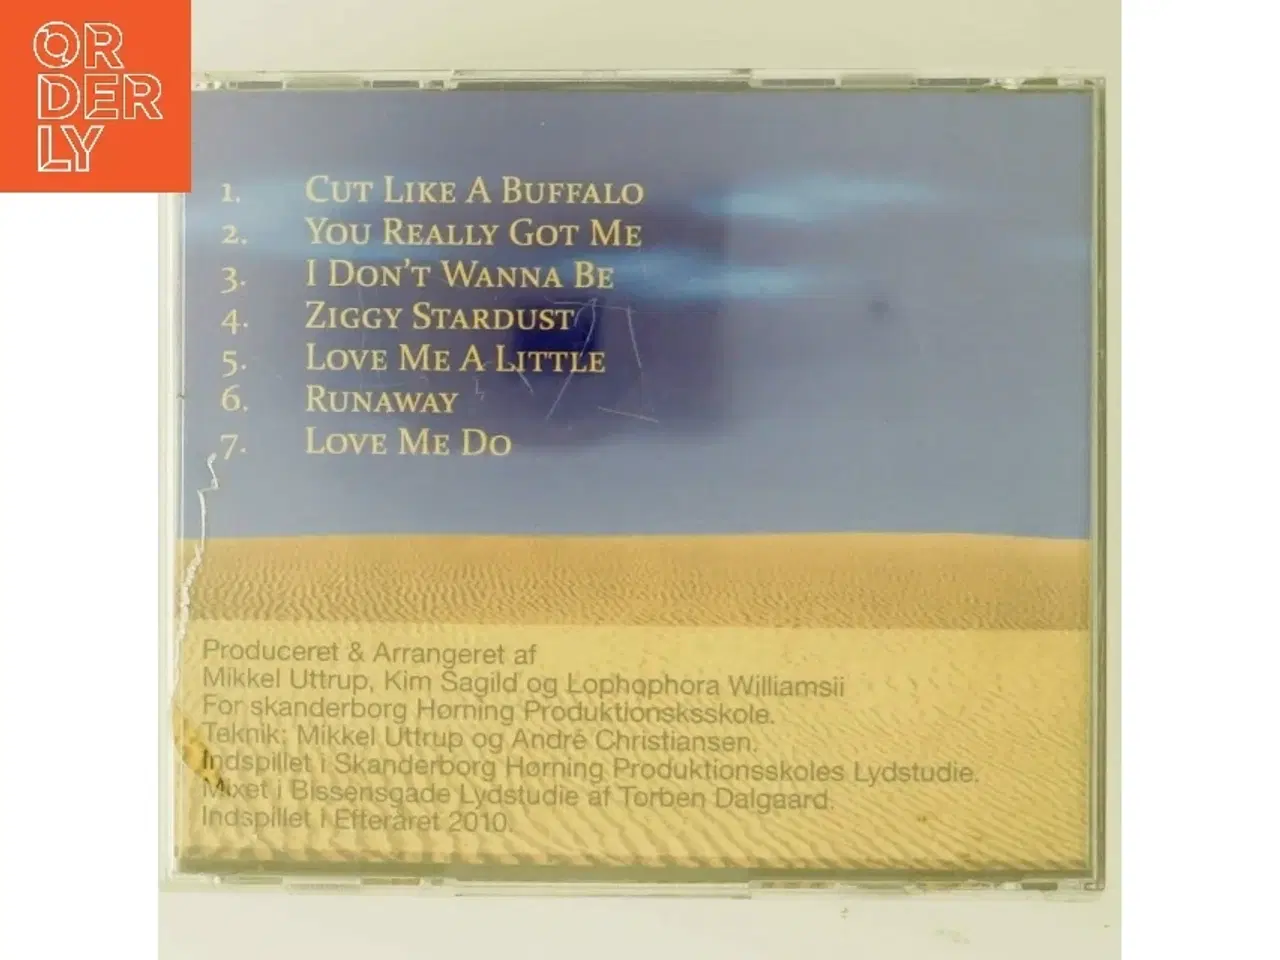 ORDERLY
1. Cut Like A Buffalo
2. You Really Got Me
3. I Don't Wanna Be
4. Ziggy Stardust
5. Love Me A Little
6. Runaway
7. Love Me Do
Produceret & Arrangeret af
Mikkel Uttrup, Kim Sagild og Lophophora Williamsii
For skanderborg Hørning Produktionsksskole.
Teknik: Mikkel Uttrup og André Christiansen.
Indspillet i Skanderborg Hørning Produktionsskoles Lydstudie.
Mixet i Bissensgade Lydstudie af Torben Dalgaard.
Indspillet i Efteråret 2010.